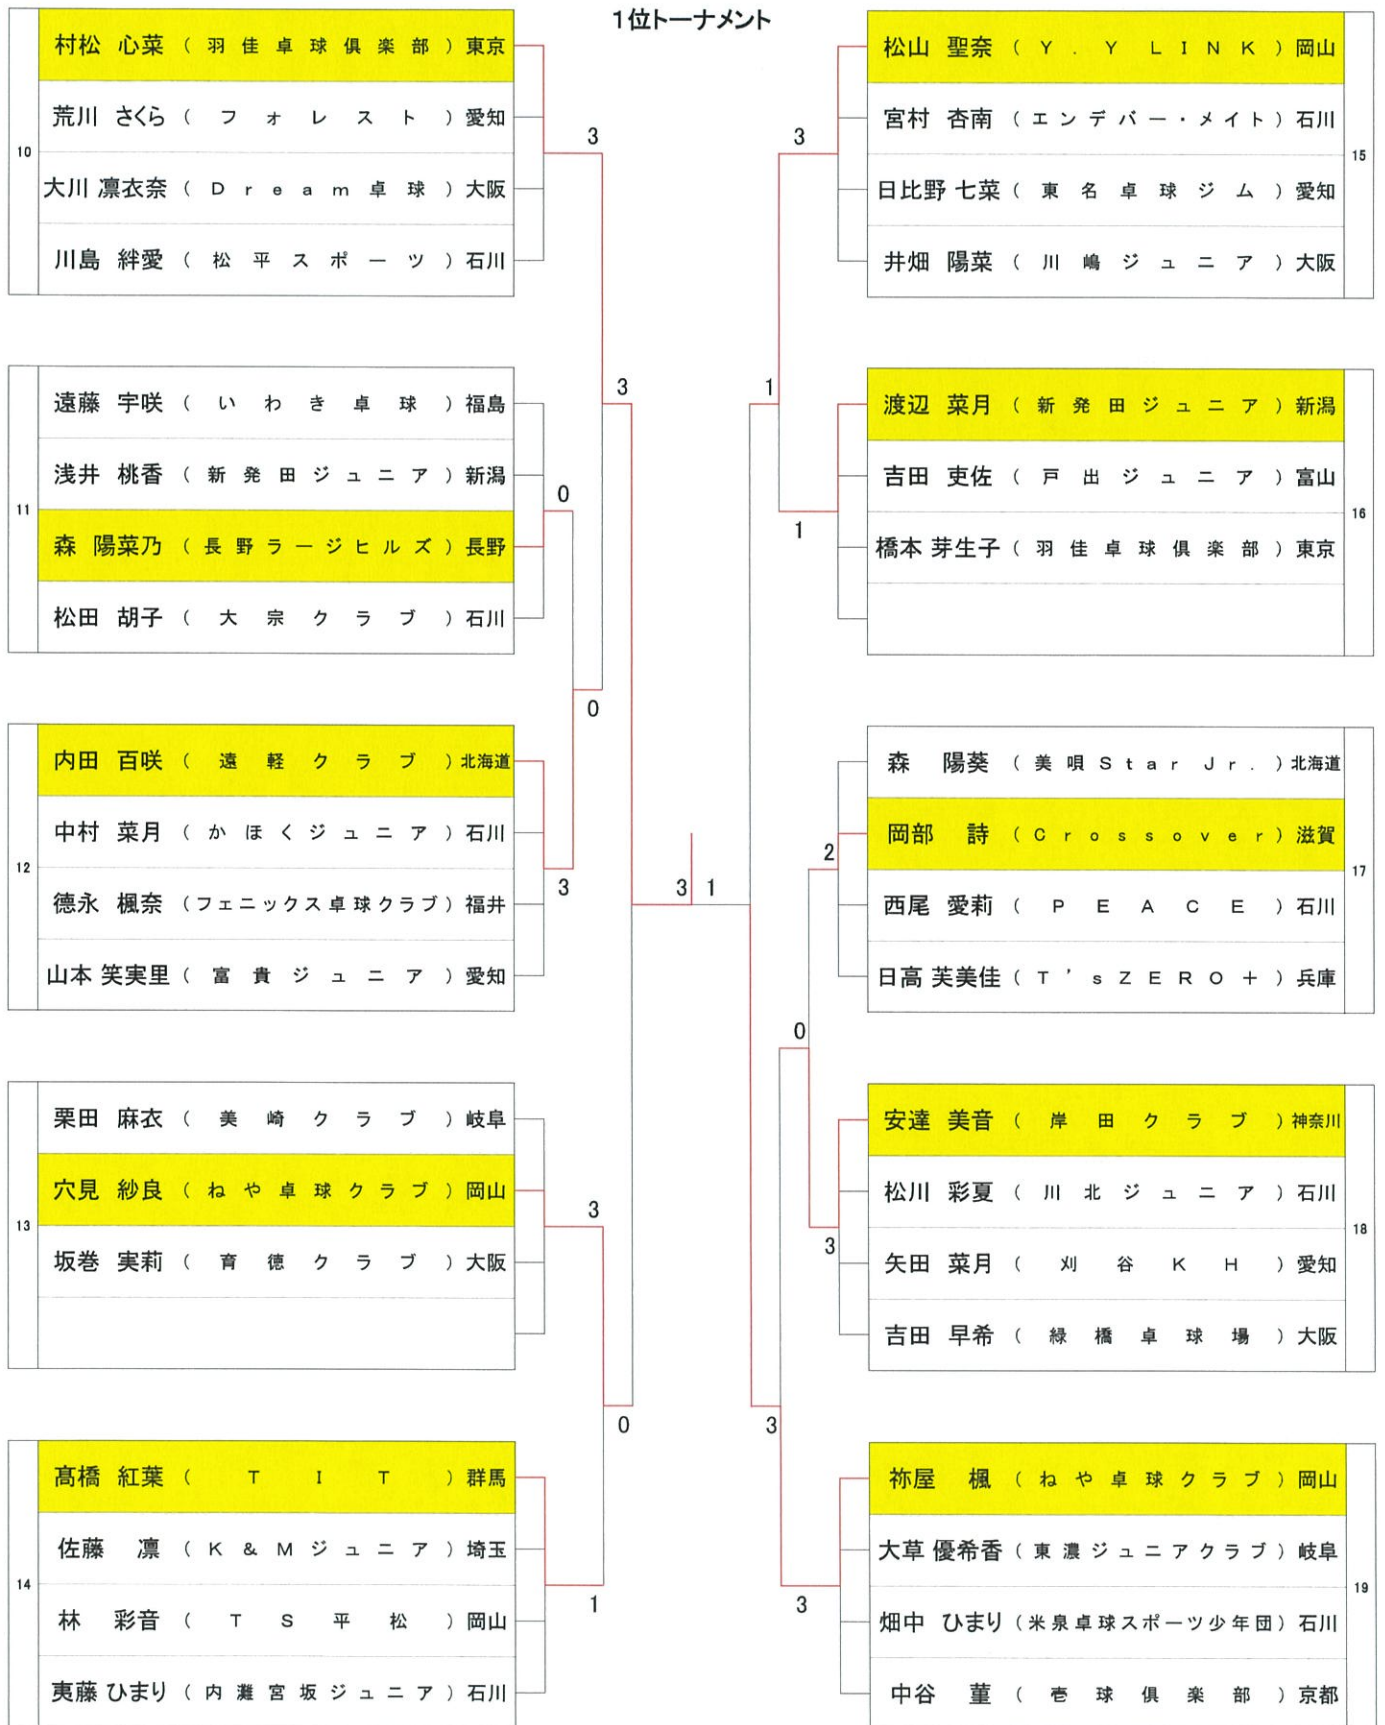 1位トーナメント
10
村松 心菜 (羽佳卓球倶楽部) 東京
荒川 さくら (フォレスト) 愛知
大川 凛衣奈 (Dream卓球) 大阪
川島 絆愛 (松平スポーツ) 石川
3
11
遠藤 宇咲 (いわき卓球) 福島
浅井 桃香 (新発田ジュニア) 新潟
森 陽菜乃 (長野ラージヒルズ) 長野
松田 胡子 (大宗クラブ) 石川
0
3
0
12
内田 百咲 (遠軽クラブ) 北海道
中村 菜月 (かほくジュニア) 石川
德永 楓奈 (フェニックス卓球クラブ) 福井
山本 笑実里 (富貴ジュニア) 愛知
3
3 1
13
栗田 麻衣 (美崎クラブ) 岐阜
穴見 紗良 (ねや卓球クラブ) 岡山
坂巻 実莉 (育徳クラブ) 大阪
3
0
14
髙橋 紅葉 (TIT) 群馬
佐藤 凛 (K&Mジュニア) 埼玉
林 彩音 (TS平松) 岡山
夷藤 ひまり (内灘宮坂ジュニア) 石川
1
15
松山 聖奈 (Y.Y LINK) 岡山
宮村 杏南 (エンデバー・メイト) 石川
日比野 七菜 (東名卓球ジム) 愛知
井畑 陽菜 (川嶋ジュニア) 大阪
3
1
16
渡辺 菜月 (新発田ジュニア) 新潟
吉田 吏佐 (戸出ジュニア) 富山
橋本 芽生子 (羽佳卓球倶楽部) 東京
1
17
森 陽葵 (美唄Star Jr.) 北海道
岡部 詩 (Crossover) 滋賀
西尾 愛莉 (PEACE) 石川
日高 芙美佳 (T'sZERO+) 兵庫
2
0
18
安達 美音 (岸田クラブ) 神奈川
松川 彩夏 (川北ジュニア) 石川
矢田 菜月 (刈谷KH) 愛知
吉田 早希 (緑橋卓球場) 大阪
3
3
19
祢屋 楓 (ねや卓球クラブ) 岡山
大草 優希香 (東濃ジュニアクラブ) 岐阜
畑中 ひまり (米泉卓球スポーツ少年団) 石川
中谷 菫 (壱球倶楽部) 京都
3